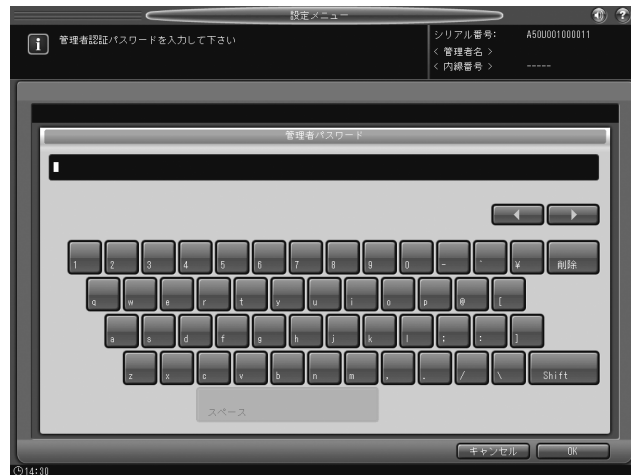 設定メニュー
管理者認証パスワードを入力して下さい
シリアル番号: A50U001000011
< 管理者名 >
< 内線番号 > -----
管理者パスワード
1 2 3 4 5 6 7 8 9 0 - ^ ¥ 削除
q w e r t y u i o p @ [
a s d f g h j k l ; : ]
z x c v b n m , . / \ Shift
スペース
キャンセル OK
14:30